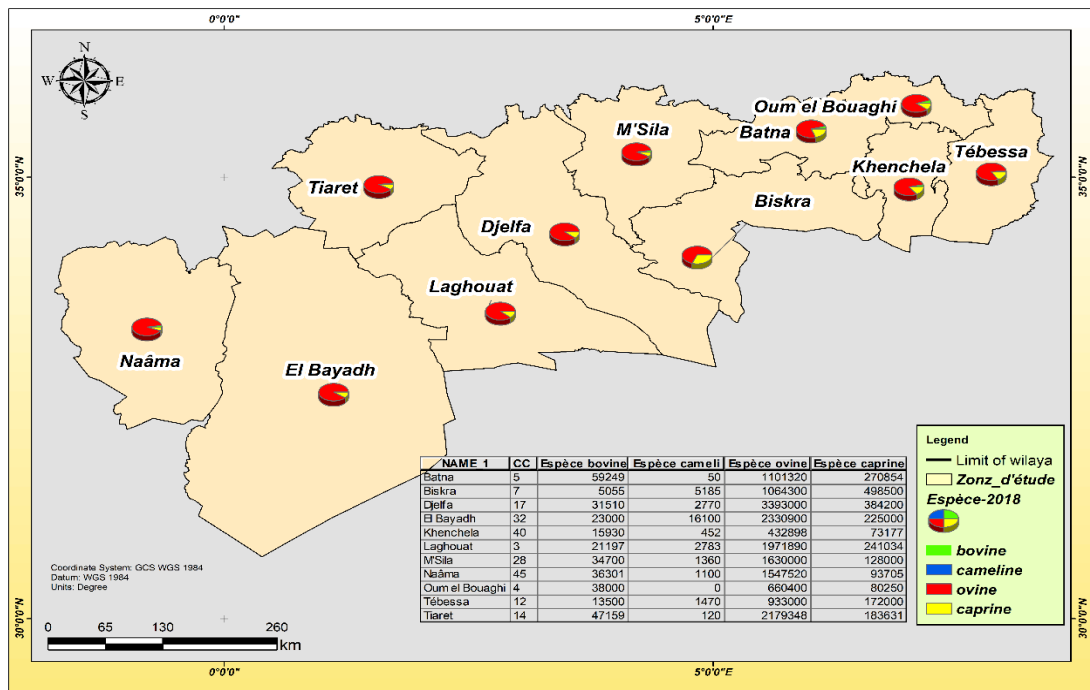 0°0'0" 5°0'0"E
N
W E
S
Oum el Bouaghi
M'Sila
Batna
Tébessa
Khenchela
35°0'0"N 35°0'0"N
Tiaret
Biskra
Djelfa
Laghouat
Naâma
El Bayadh
Legend
Limit of wilaya
Zonz_d'étude
Espèce-2018
bovine
cameline
ovine
caprine
NAME 1 CC Espèce bovine Espèce cameli Espèce ovine Espèce caprine
Batna 5 59249 50 1101320 270854
Biskra 7 5055 5185 1064300 498500
Djelfa 17 31510 2770 3393000 384200
El Bayadh 32 23000 16100 2330900 225000
Khenchela 40 15930 452 432898 73177
Laghouat 3 21197 2783 1971890 241034
M'Sila 28 34700 1360 1630000 128000
Naâma 45 36301 1100 1547520 93705
Oum el Bouaghi 4 38000 0 660400 80250
Tébessa 12 13500 1470 933000 172000
Tiaret 14 47159 120 2179348 183631
Coordinate System: GCS WGS 1984
Datum: WGS 1984
Units: Degree
0 65 130 260
km
30°0'0"N 30°0'0"N
0°0'0" 5°0'0"E